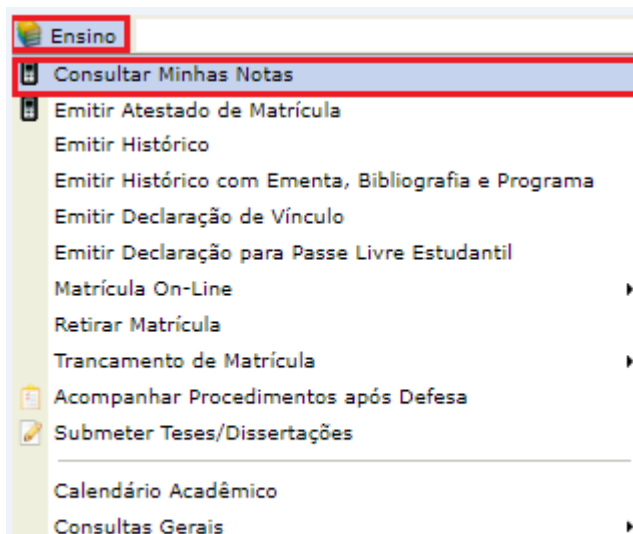 Ensino
Consultar Minhas Notas
Emitir Atestado de Matrícula
Emitir Histórico
Emitir Histórico com Ementa, Bibliografia e Programa
Emitir Declaração de Vínculo
Emitir Declaração para Passe Livre Estudantil
Matrícula On-Line
Retirar Matrícula
Trancamento de Matrícula
Acompanhar Procedimentos após Defesa
Submeter Teses/Dissertações
Calendário Acadêmico
Consultas Gerais